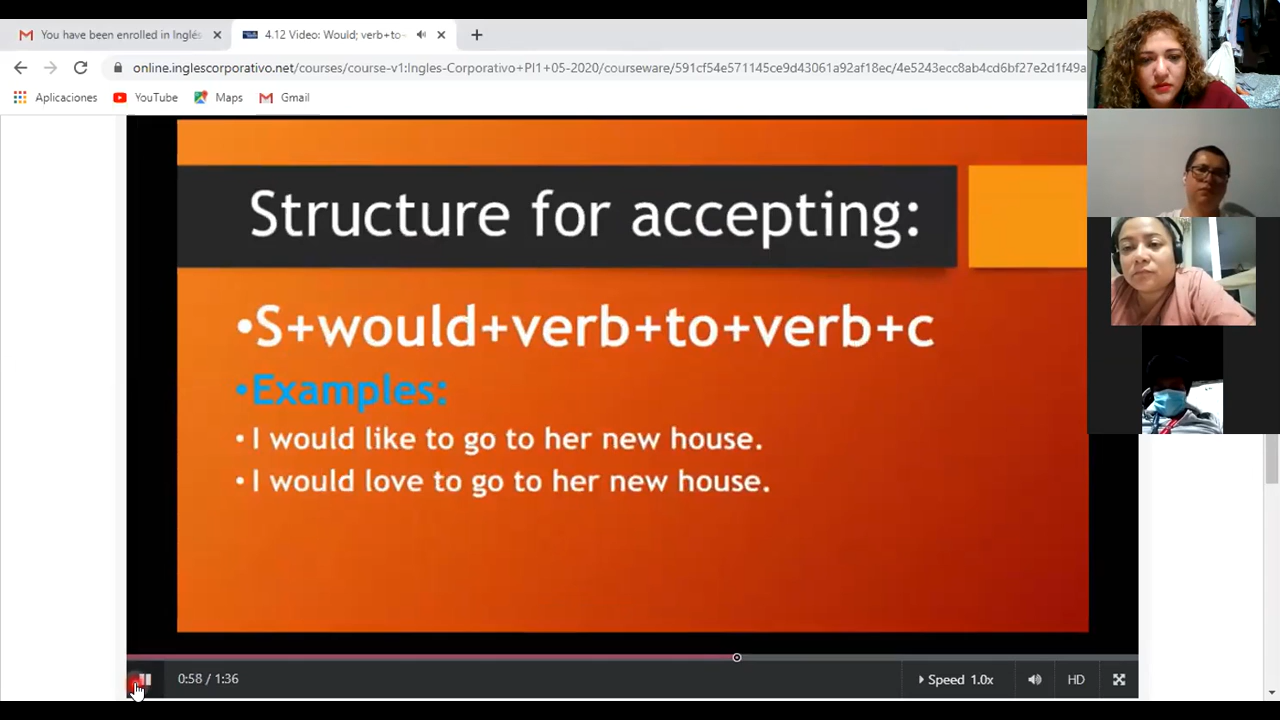 You have been enrolled in Inglés
4.12 Video: Would; verb+to+
online.inglescorporativo.net/courses/course-v1:Ingles-Corporativo+PI1+05-2020/courseware/591cf54e571145ce9d43061a92af18ec/4e5243ecc8ab4cd6bf27e2d1f49a
Aplicaciones YouTube Maps Gmail
Structure for accepting:
•S+would+verb+to+verb+c
•Examples:
• I would like to go to her new house.
• I would love to go to her new house.
0:58 / 1:36 Speed 1.0x HD